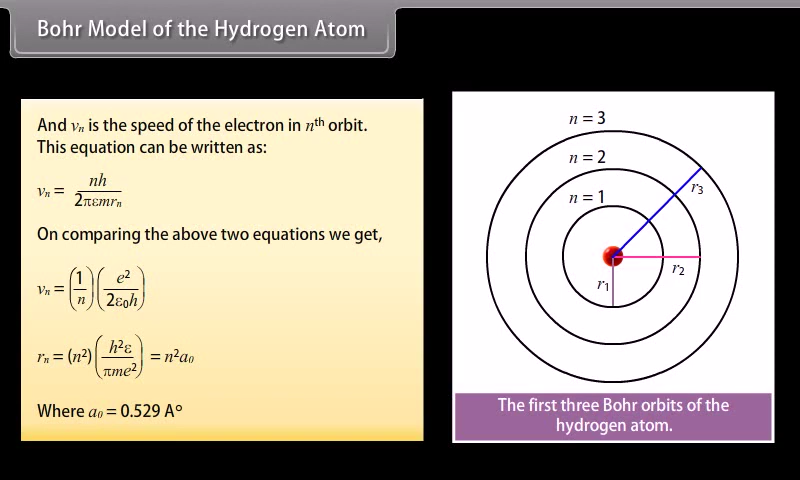 Bohr Model of the Hydrogen Atom
And vₙ is the speed of the electron in nᵗʰ orbit.
This equation can be written as:
vₙ = nh / 2πεmrₙ
On comparing the above two equations we get,
vₙ = (1/n) (e²/2ε₀h)
rₙ = (n²) (h²ε/πme²) = n²a₀
Where a₀ = 0.529 A°
n = 3
n = 2
n = 1
r₃
r₂
r₁
The first three Bohr orbits of the
hydrogen atom.